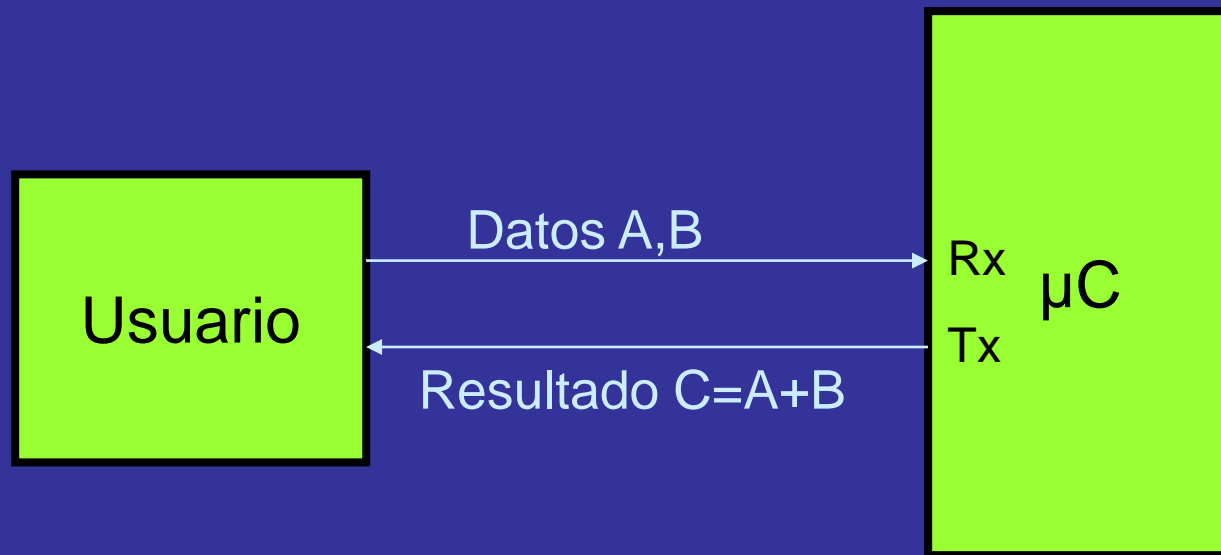 Datos A,B
Usuario
Rx
µC
Tx
Resultado C=A+B